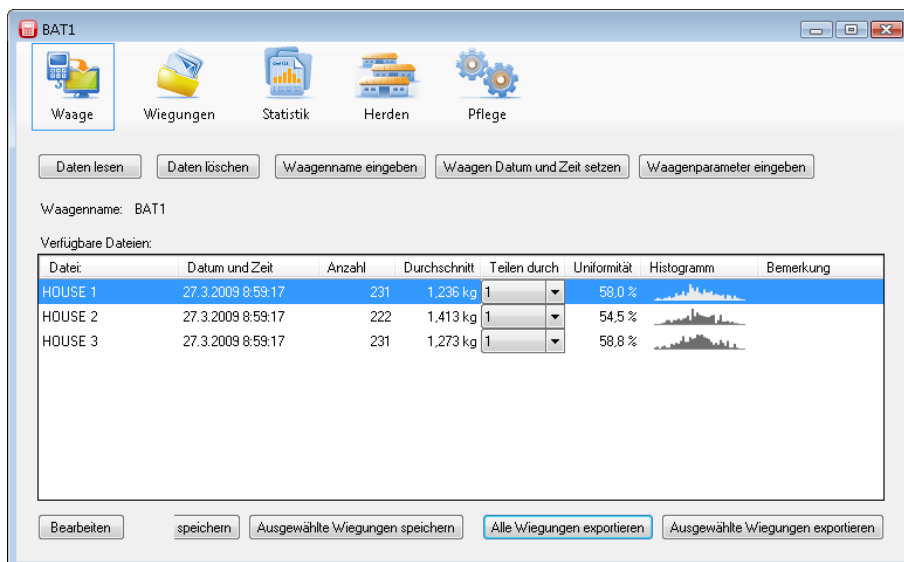 BAT1
Waage Wiegungen Statistik Herden Pflege
Daten lesen Daten löschen Waagenname eingeben Waagen Datum und Zeit setzen Waagenparameter eingeben
Waagenname: BAT1
Verfügbare Dateien:
Datei: Datum und Zeit Anzahl Durchschnitt Teilen durch Uniformität Histogramm Bemerkung
HOUSE 1 27.3.2009 8:59:17 231 1,236 kg 1 58,0 %
HOUSE 2 27.3.2009 8:59:17 222 1,413 kg 1 54,5 %
HOUSE 3 27.3.2009 8:59:17 231 1,273 kg 1 58,8 %
Bearbeiten speichern Ausgewählte Wiegungen speichern Alle Wiegungen exportieren Ausgewählte Wiegungen exportieren